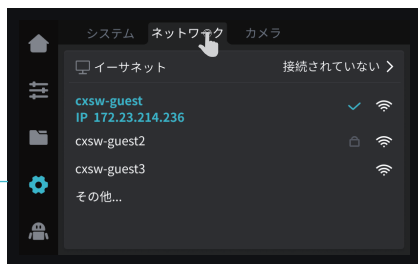 システム ネットワーク カメラ
イーサネット 接続されていない
cxsw-guest
IP 172.23.214.236
cxsw-guest2
cxsw-guest3
その他...